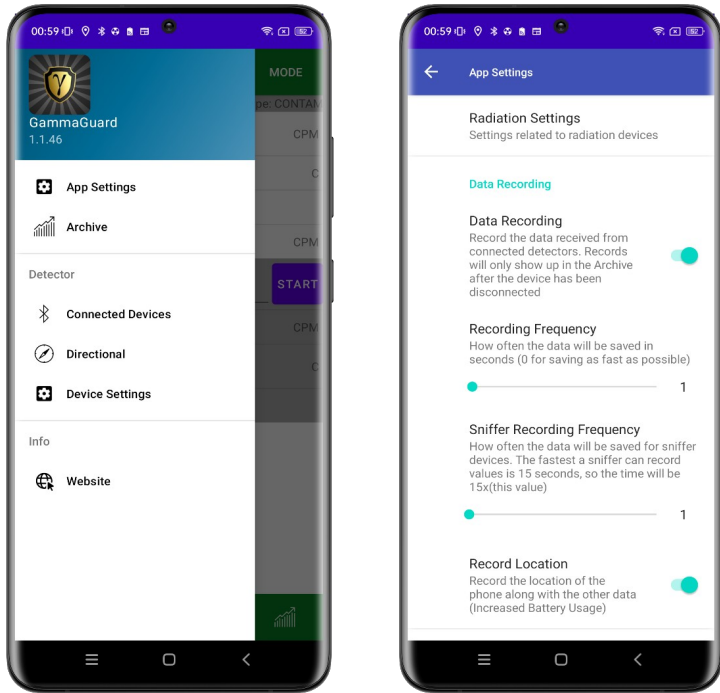 00:59
MODE
γ
pe: CONTAM
GammaGuard
1.1.46
CPM
App Settings
C
Archive
CPM
Detector
START
Connected Devices
CPM
Directional
C
Device Settings
Info
Website
00:59
App Settings
Radiation Settings
Settings related to radiation devices
Data Recording
Data Recording
Record the data received from
connected detectors. Records
will only show up in the Archive
after the device has been
disconnected
Recording Frequency
How often the data will be saved in
seconds (0 for saving as fast as possible)
1
Sniffer Recording Frequency
How often the data will be saved for sniffer
devices. The fastest a sniffer can record
values is 15 seconds, so the time will be
15x(this value)
1
Record Location
Record the location of the
phone along with the other data
(Increased Battery Usage)